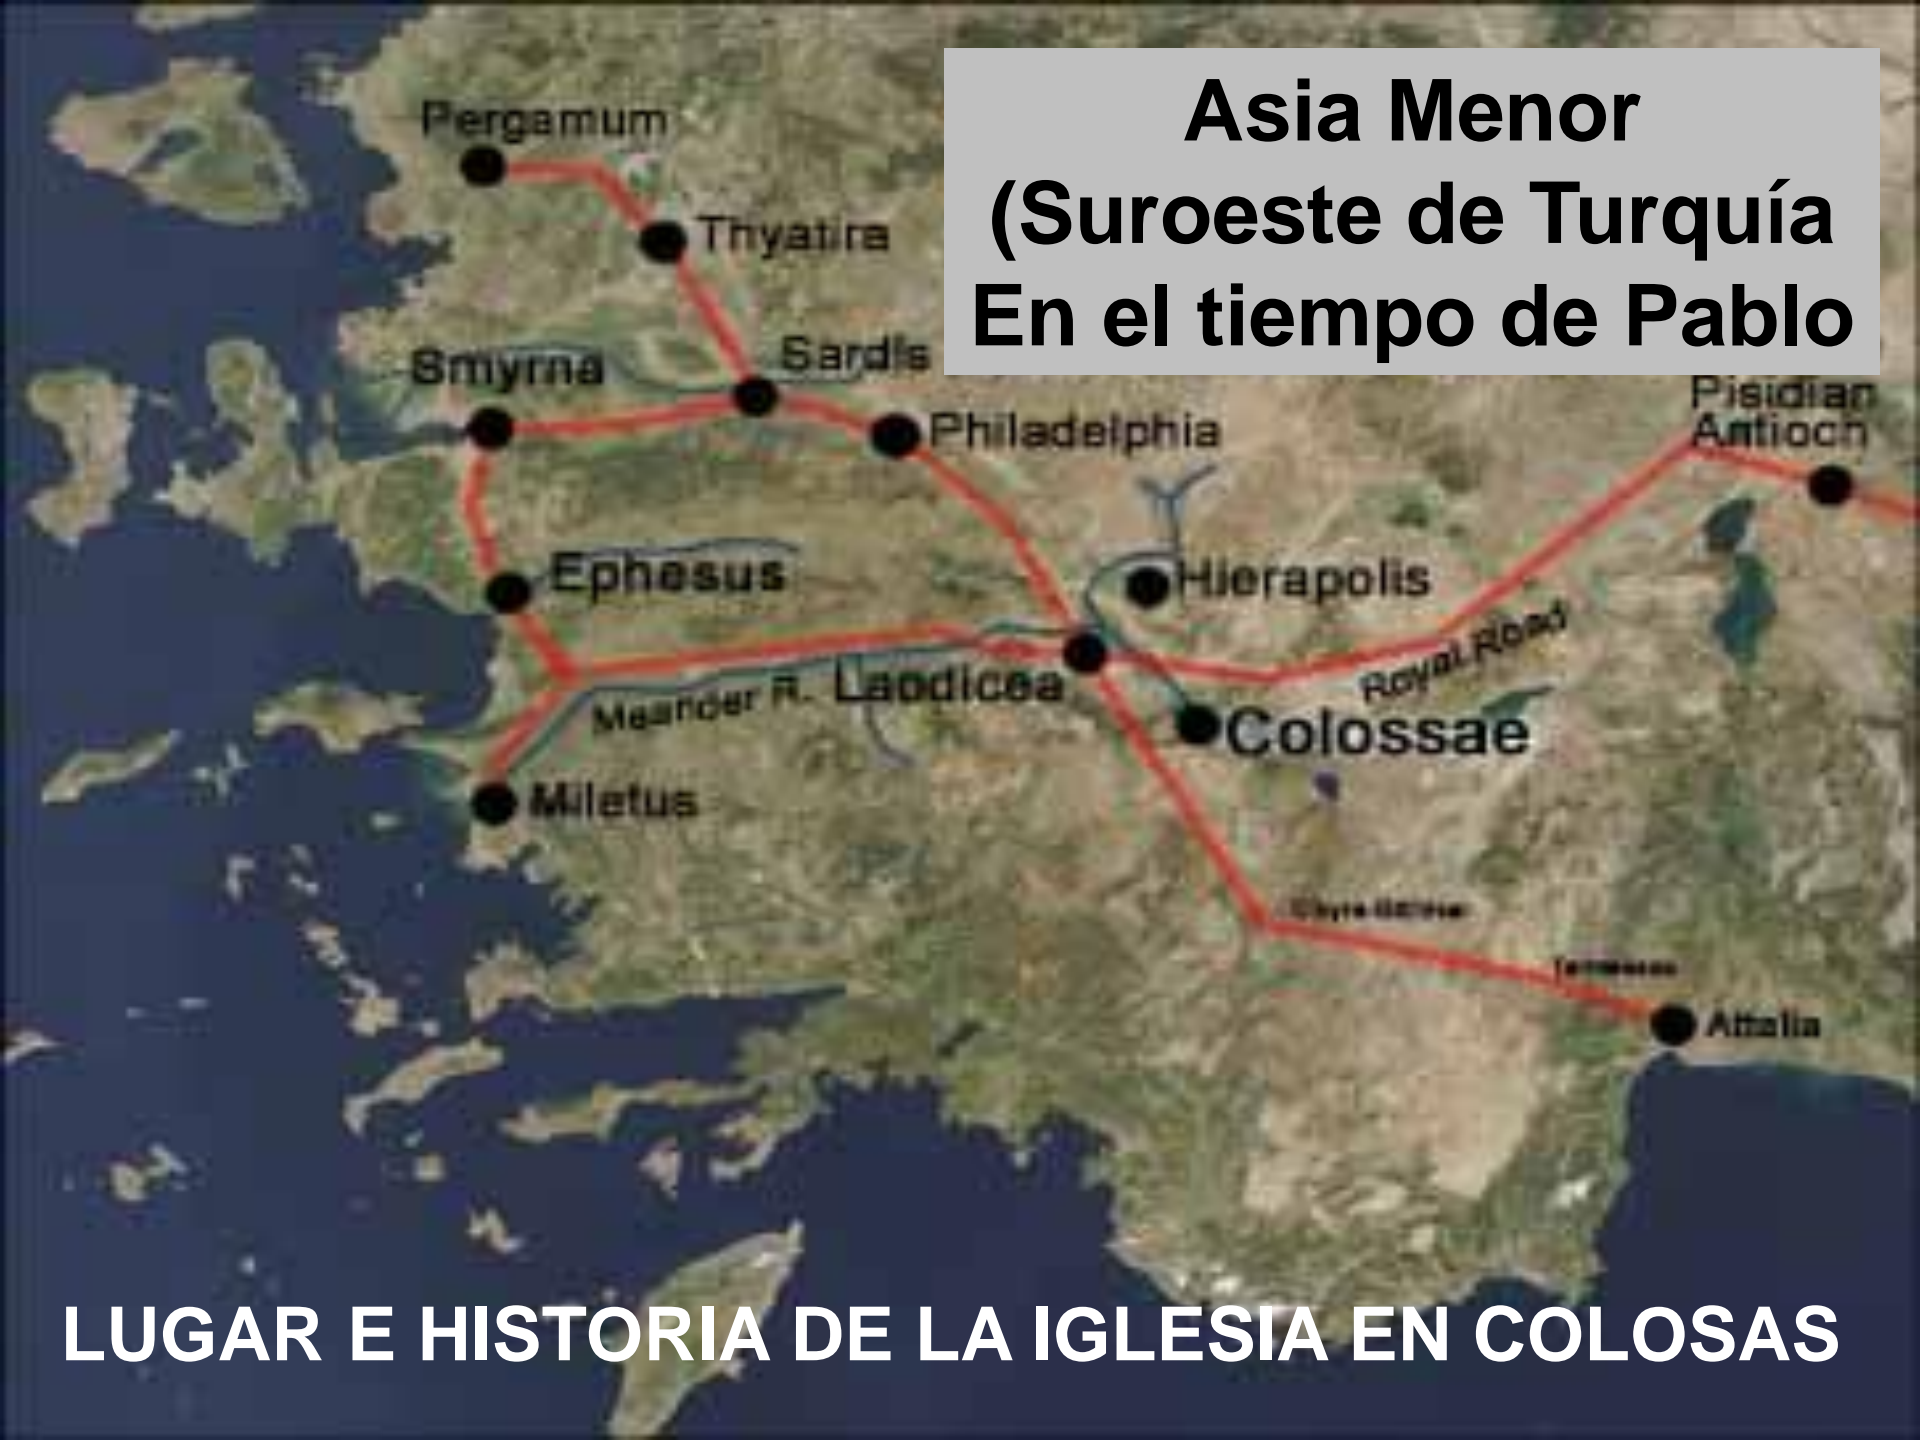 Asia Menor
(Suroeste de Turquía
En el tiempo de Pablo
Pergamum
Thyatira
Sardis
Smyrna
Philadelphia
Pisidian
Antioch
Ephesus
Hierapolis
Royal Road
Meander R.
Laodicea
Colossae
Miletus
Attalia
LUGAR E HISTORIA DE LA IGLESIA EN COLOSAS